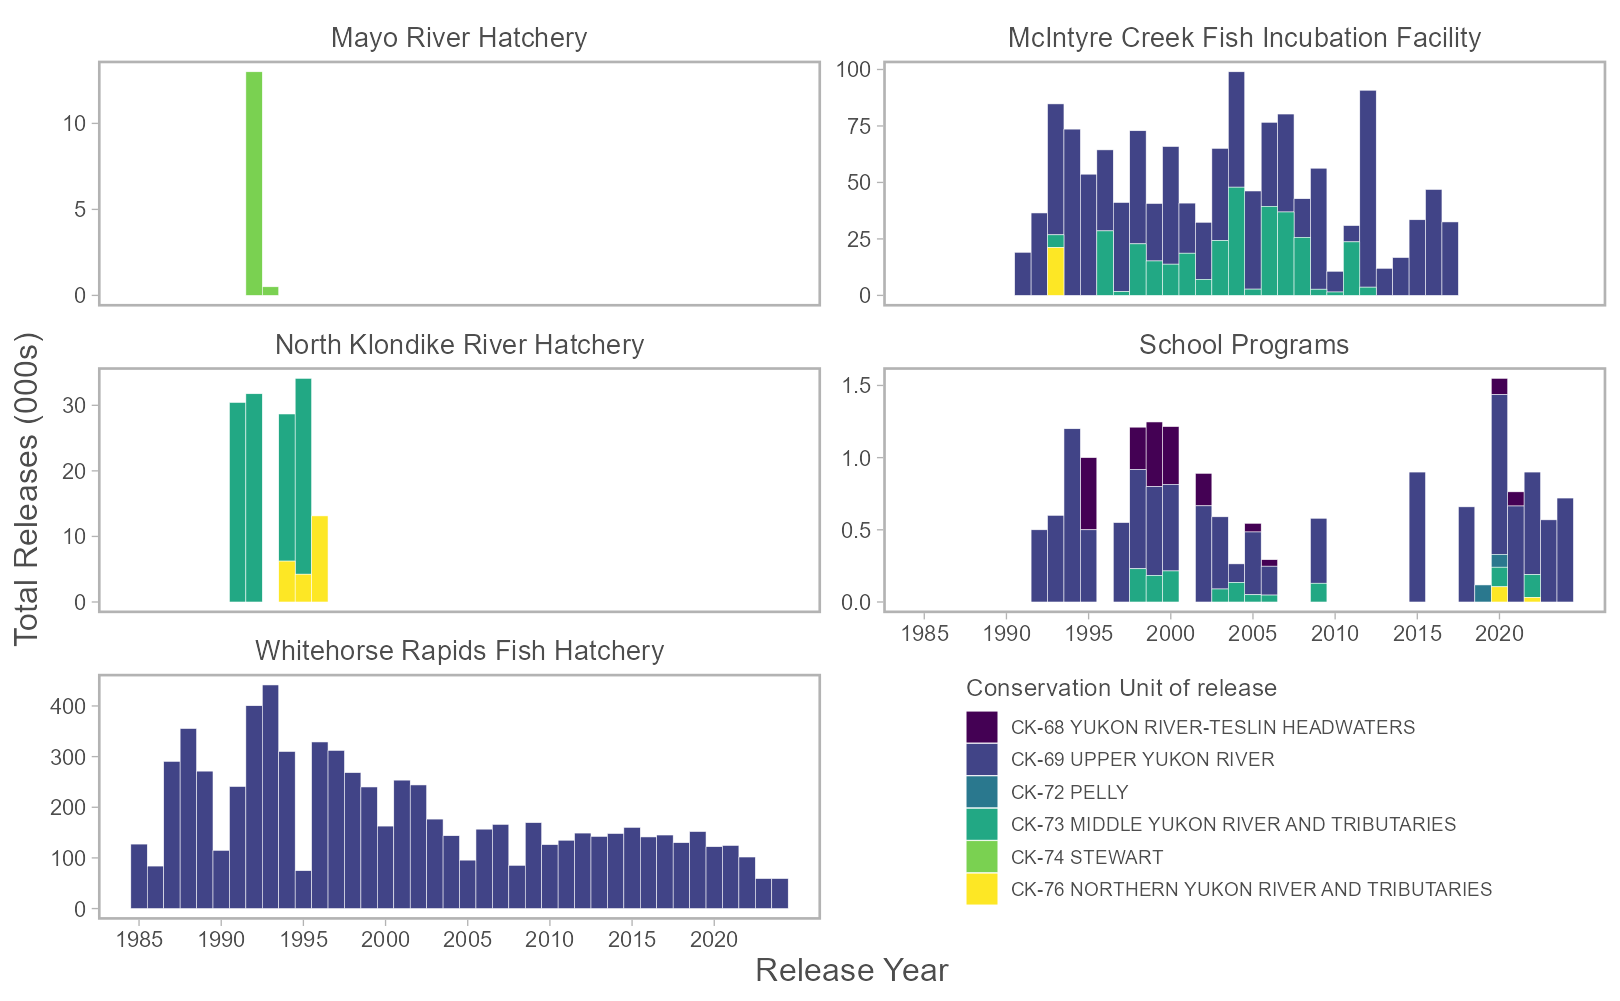 Mayo River Hatchery
10
5
0
McIntyre Creek Fish Incubation Facility
100
75
50
25
0
North Klondike River Hatchery
30
20
10
0
School Programs
1.5
1.0
0.5
0.0
1985 1990 1995 2000 2005 2010 2015 2020
Total Releases (000s)
Whitehorse Rapids Fish Hatchery
400
300
200
100
0
1985 1990 1995 2000 2005 2010 2015 2020
Conservation Unit of release
CK-68 YUKON RIVER-TESLIN HEADWATERS
CK-69 UPPER YUKON RIVER
CK-72 PELLY
CK-73 MIDDLE YUKON RIVER AND TRIBUTARIES
CK-74 STEWART
CK-76 NORTHERN YUKON RIVER AND TRIBUTARIES
Release Year